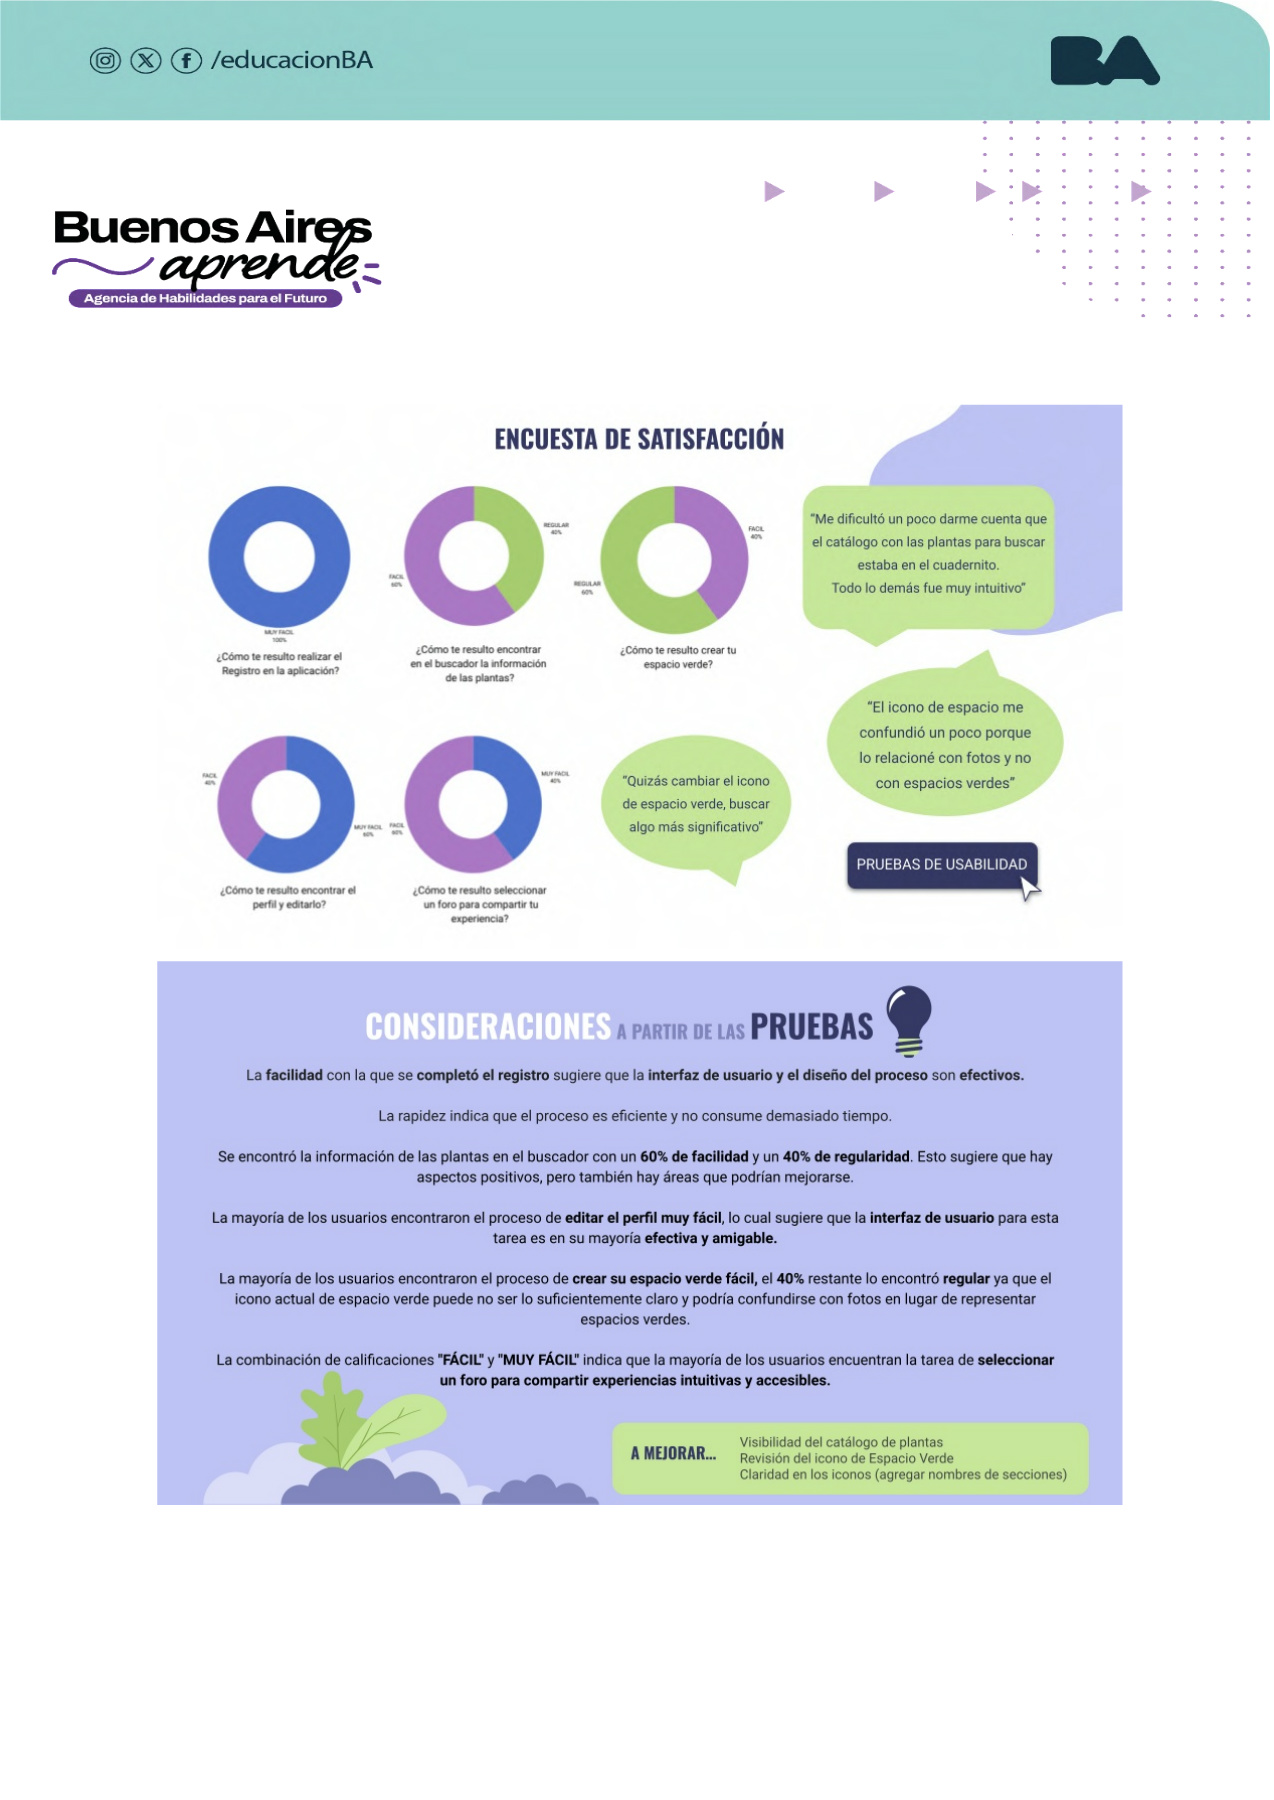 /educacionBA
BA
Buenos Aires
aprende
Agencia de Habilidades para el Futuro
ENCUESTA DE SATISFACCIÓN
MUY FACIL
100%
¿Cómo te resulto realizar el
Registro en la aplicación?
REGULAR
40%
FACIL
60%
¿Cómo te resulto encontrar
en el buscador la información
de las plantas?
FACIL
40%
REGULAR
60%
¿Cómo te resulto crear tu
espacio verde?
“Me dificultó un poco darme cuenta que
el catálogo con las plantas para buscar
estaba en el cuadernito.
Todo lo demás fue muy intuitivo”
“El icono de espacio me
confundió un poco porque
lo relacioné con fotos y no
con espacios verdes”
FACIL
40%
MUY FACIL
60%
¿Cómo te resulto encontrar el
perfil y editarlo?
MUY FACIL
40%
FACIL
60%
¿Cómo te resulto seleccionar
un foro para compartir tu
experiencia?
“Quizás cambiar el icono
de espacio verde, buscar
algo más significativo”
PRUEBAS DE USABILIDAD
CONSIDERACIONES A PARTIR DE LAS PRUEBAS
La facilidad con la que se completó el registro sugiere que la interfaz de usuario y el diseño del proceso son efectivos.
La rapidez indica que el proceso es eficiente y no consume demasiado tiempo.
Se encontró la información de las plantas en el buscador con un 60% de facilidad y un 40% de regularidad. Esto sugiere que hay
aspectos positivos, pero también hay áreas que podrían mejorarse.
La mayoría de los usuarios encontraron el proceso de editar el perfil muy fácil, lo cual sugiere que la interfaz de usuario para esta
tarea es en su mayoría efectiva y amigable.
La mayoría de los usuarios encontraron el proceso de crear su espacio verde fácil, el 40% restante lo encontró regular ya que el
icono actual de espacio verde puede no ser lo suficientemente claro y podría confundirse con fotos en lugar de representar
espacios verdes.
La combinación de calificaciones "FÁCIL" y "MUY FÁCIL" indica que la mayoría de los usuarios encuentran la tarea de seleccionar
un foro para compartir experiencias intuitivas y accesibles.
A MEJORAR...
Visibilidad del catálogo de plantas
Revisión del icono de Espacio Verde
Claridad en los iconos (agregar nombres de secciones)